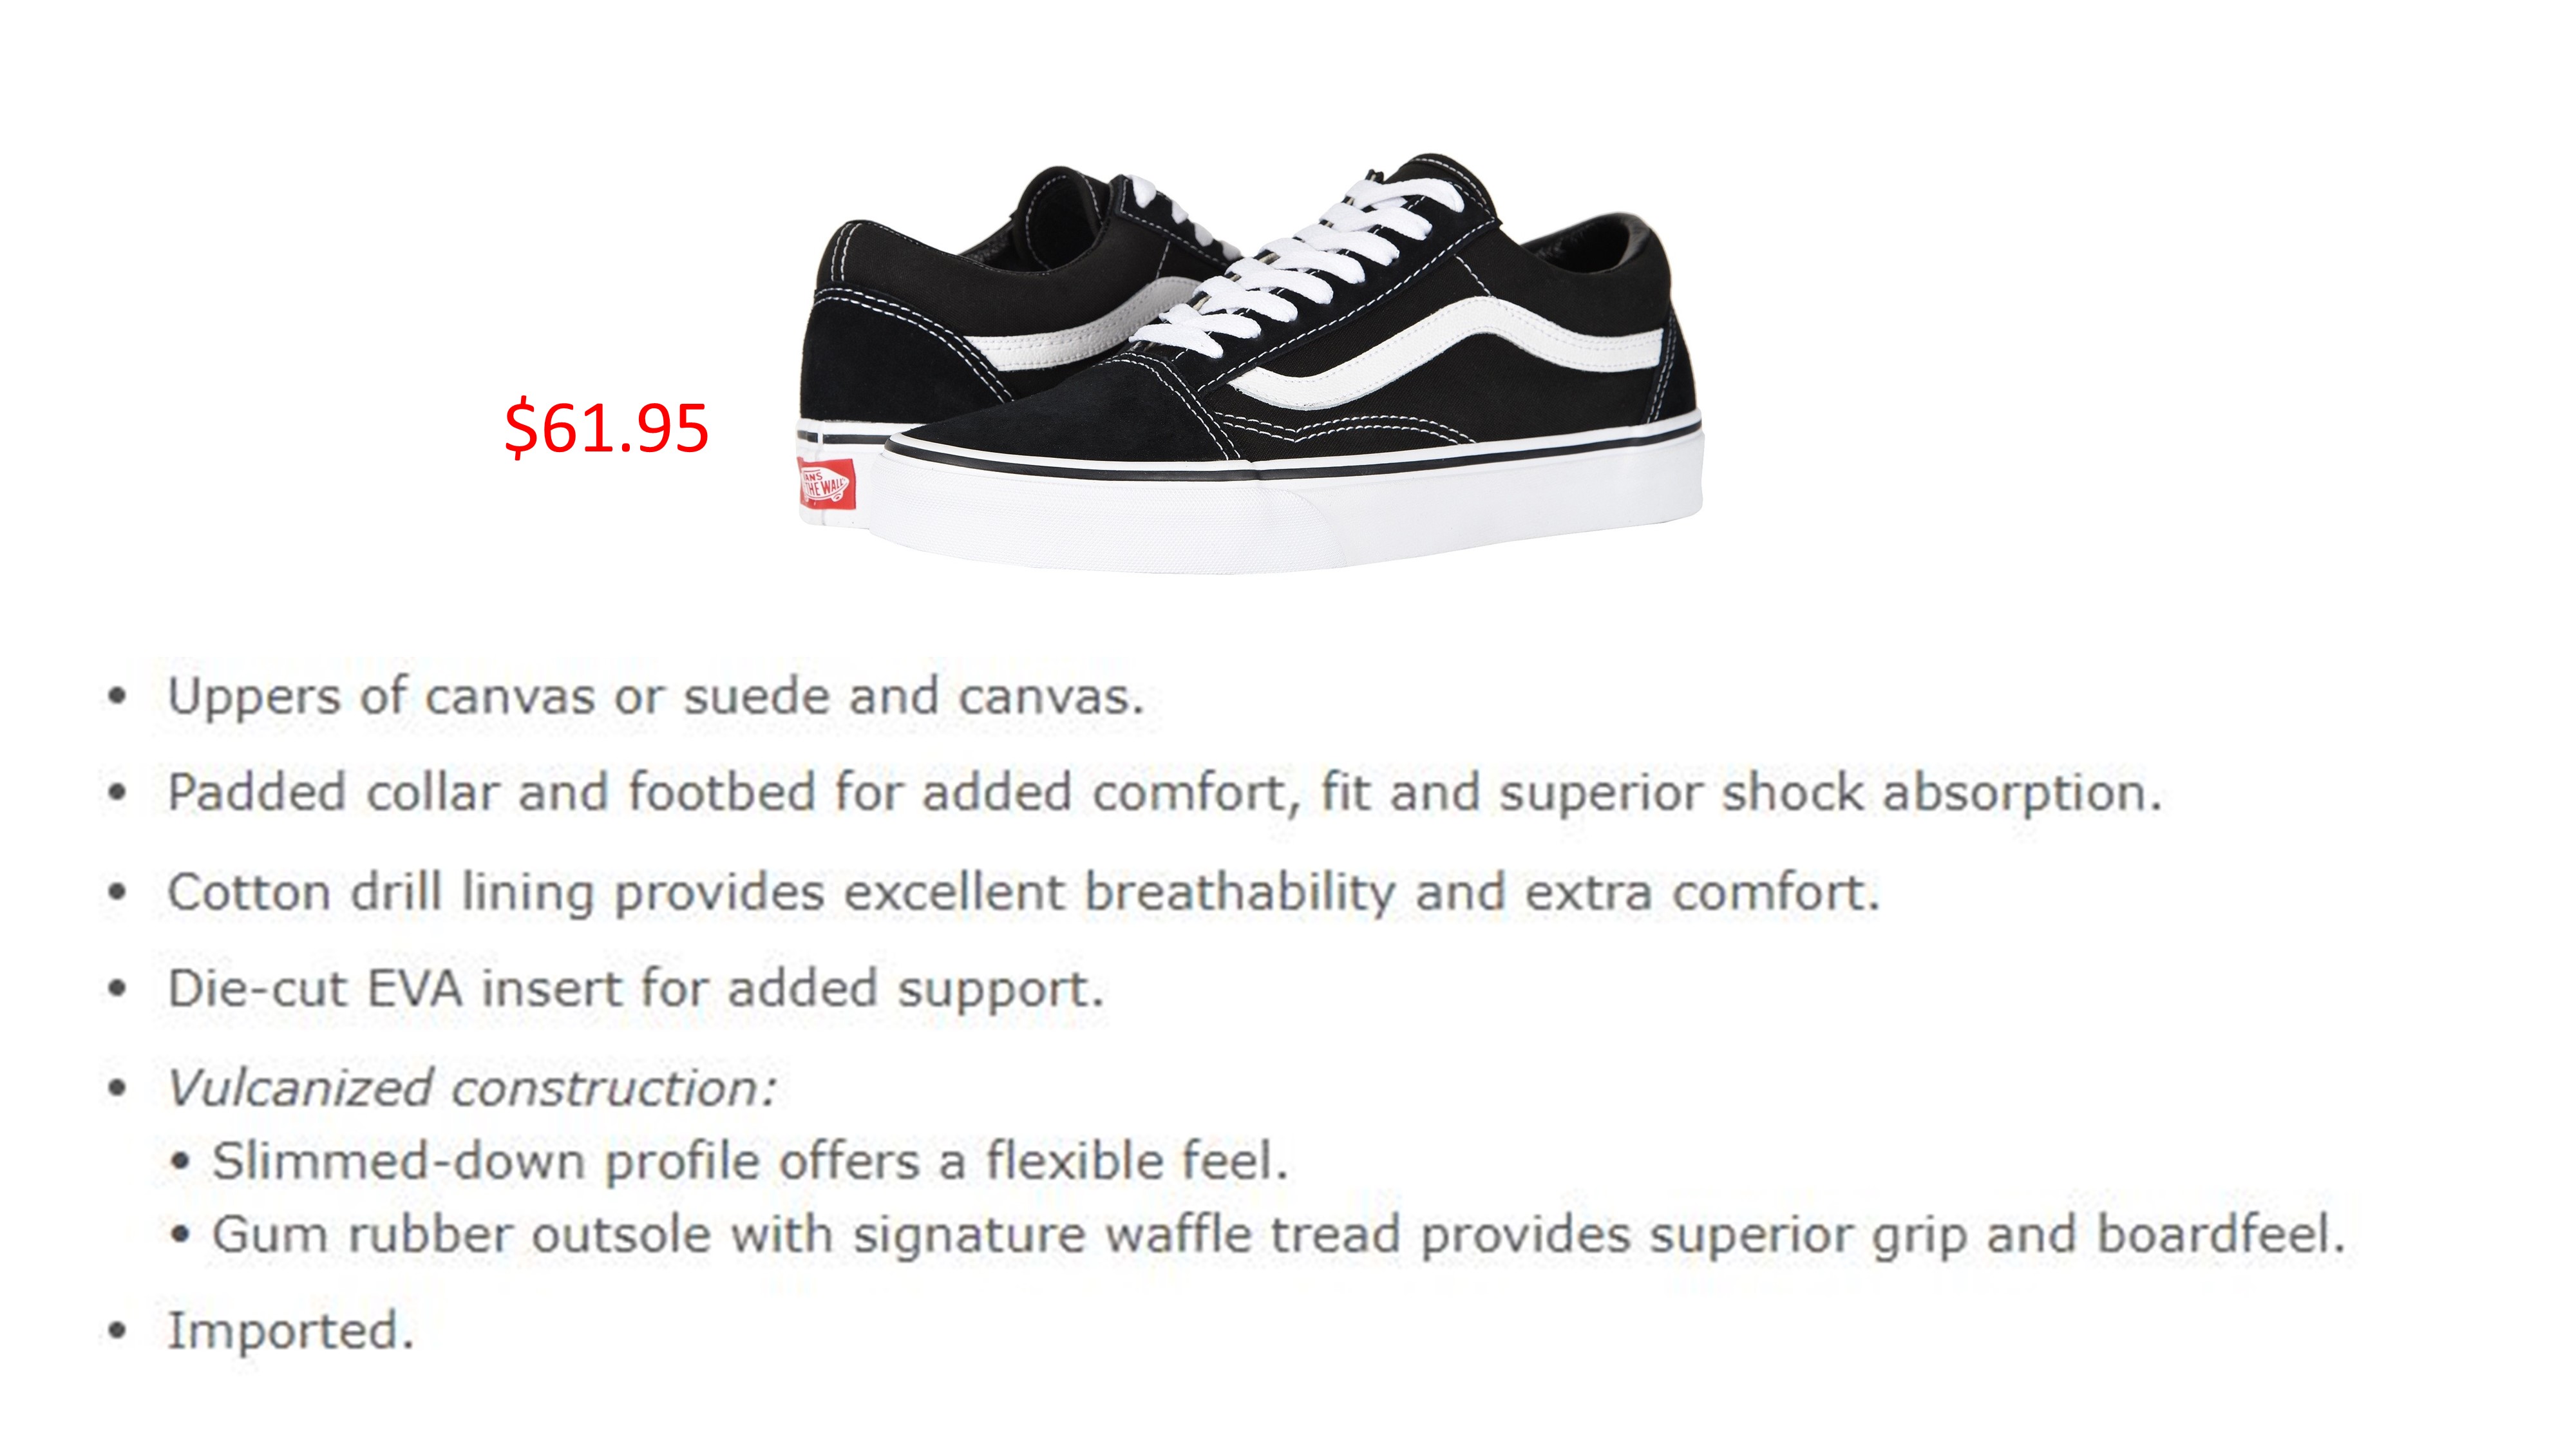 $61.95
VANS
THE WALL
Uppers of canvas or suede and canvas.
Padded collar and footbed for added comfort, fit and superior shock absorption.
Cotton drill lining provides excellent breathability and extra comfort.
Die-cut EVA insert for added support.
Vulcanized construction:
Slimmed-down profile offers a flexible feel.
Gum rubber outsole with signature waffle tread provides superior grip and boardfeel.
Imported.